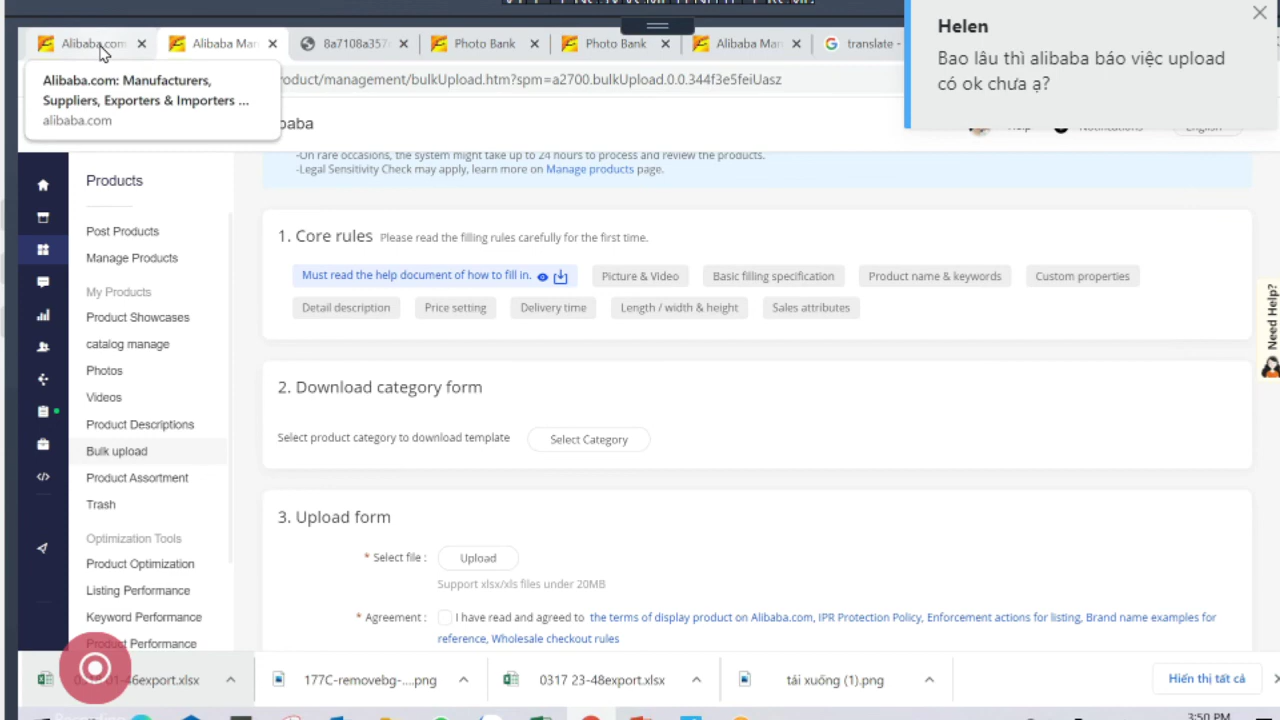 Alibaba.com
Alibaba Man
8a7108a357
Photo Bank
Photo Bank
Alibaba Man
translate -
Helen
Bao lâu thì alibaba báo việc upload
có ok chưa ạ?
Alibaba.com: Manufacturers,
Suppliers, Exporters & Importers ...
alibaba.com
oduct/management/bulkUpload.htm?spm=a2700.bulkUpload.0.0.344f3e5feiUasz
baba
Help
Notifications
English
-On rare occasions, the system might take up to 24 hours to process and review the products.
-Legal Sensitivity Check may apply, learn more on Manage products page.
Products
Post Products
Manage Products
My Products
Product Showcases
catalog manage
Photos
Videos
Product Descriptions
Bulk upload
Product Assortment
Trash
Optimization Tools
Product Optimization
Listing Performance
Keyword Performance
Product Performance
1. Core rules Please read the filling rules carefully for the first time.
Must read the help document of how to fill in.
Picture & Video
Basic filling specification
Product name & keywords
Custom properties
Detail description
Price setting
Delivery time
Length / width & height
Sales attributes
2. Download category form
Select product category to download template
Select Category
3. Upload form
* Select file :
Upload
Support xlsx/xls files under 20MB
* Agreement :
I have read and agreed to the terms of display product on Alibaba.com, IPR Protection Policy, Enforcement actions for listing, Brand name examples for
reference, Wholesale checkout rules
Need Help?
46export.xlsx
177C-removebg-....png
0317 23-48export.xlsx
tải xuống (1).png
Hiển thị tất cả
3:50 PM